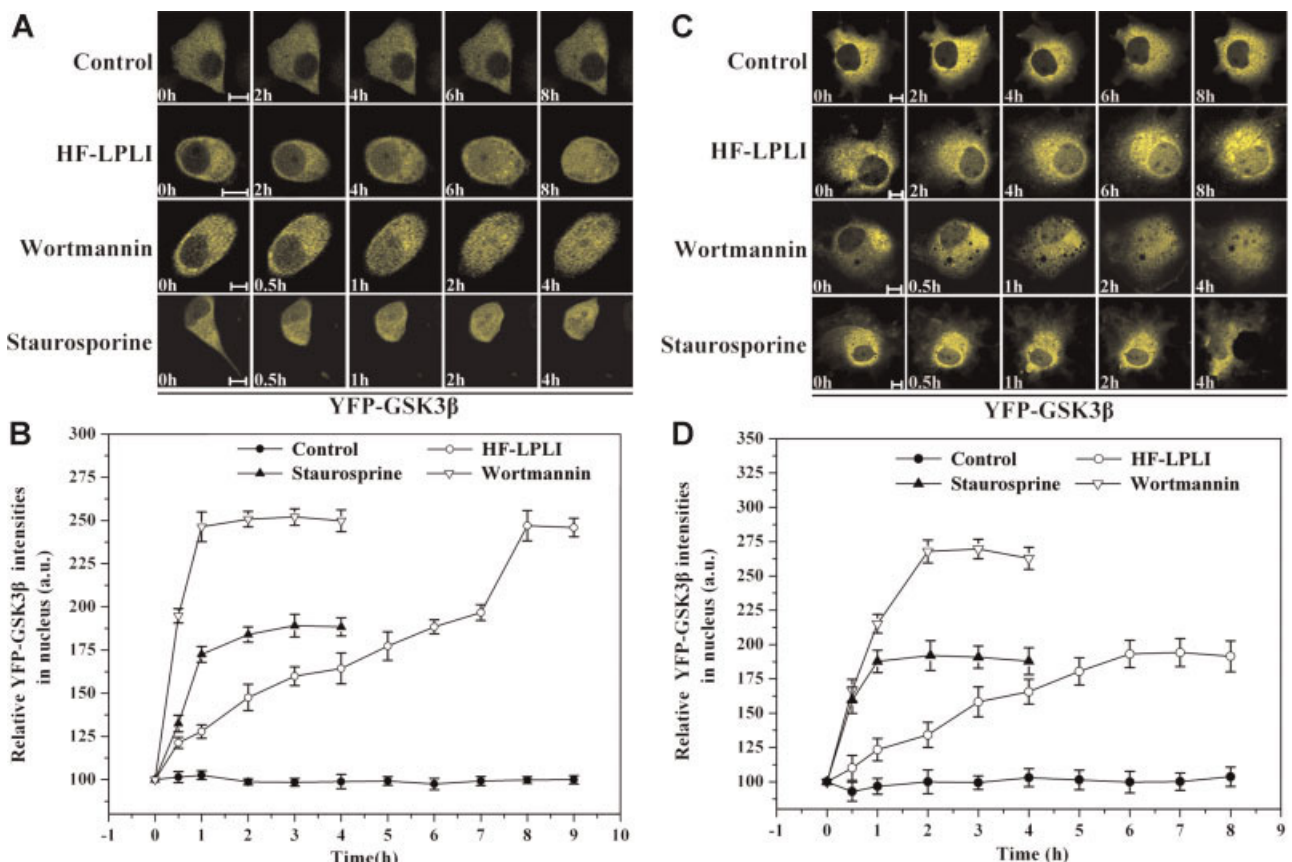 A
Control
0h 2h 4h 6h 8h
HF-LPLI
0h 2h 4h 6h 8h
Wortmannin
0h 0.5h 1h 2h 4h
Staurosporine
0h 0.5h 1h 2h 4h
YFP-GSK3β
C
Control
0h 2h 4h 6h 8h
HF-LPLI
0h 2h 4h 6h 8h
Wortmannin
0h 0.5h 1h 2h 4h
Staurosporine
0h 0.5h 1h 2h 4h
YFP-GSK3β
B
Relative YFP-GSK3β intensities
in nucleus (a.u.)
300
275
250
225
200
175
150
125
100
Control HF-LPLI
Staurosprine Wortmannin
0 1 2 3 4 5 6 7 8 9 10
Time(h)
D
Relative YFP-GSK3β intensities
in nucleus (a.u.)
350
325
300
275
250
225
200
175
150
125
100
75
Control HF-LPLI
Staurosprine Wortmannin
-1 0 1 2 3 4 5 6 7 8 9
Time (h)